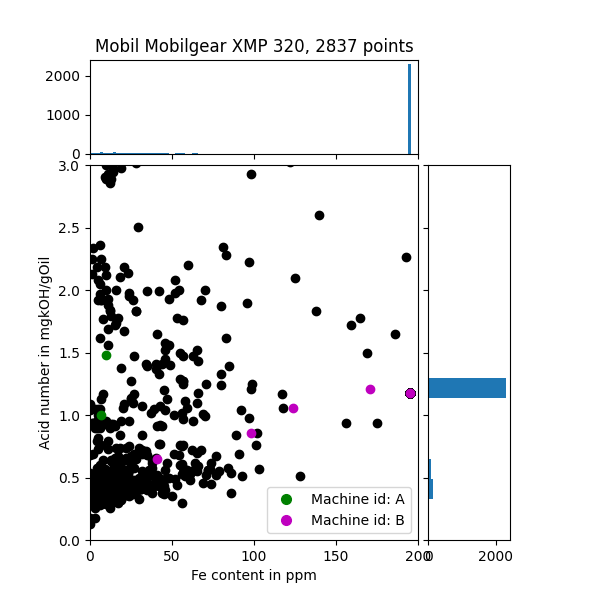 Mobil Mobilgear XMP 320, 2837 points
2000
1000
0
3.0
2.5
2.0
1.5
1.0
0.5
0.0
Acid number in mgkOH/gOil
Machine id: A
Machine id: B
0 50 100 150 200 0 2000
Fe content in ppm